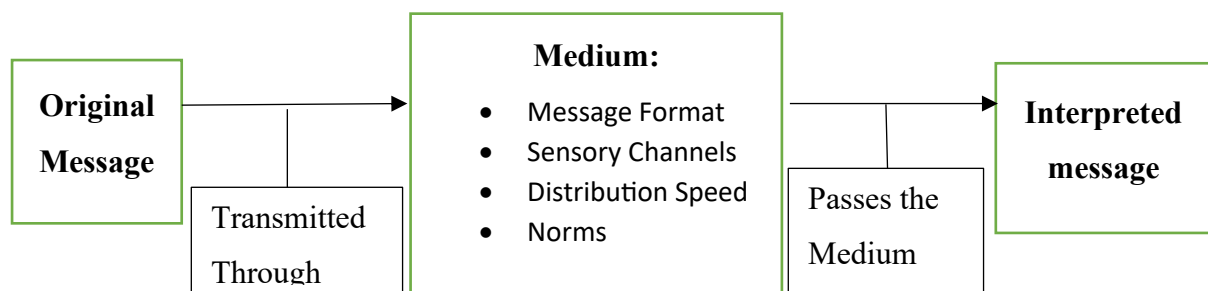 Original
Message
Transmitted
Through
Medium:
• Message Format
• Sensory Channels
• Distribution Speed
• Norms
Passes the
Medium
Interpreted
message